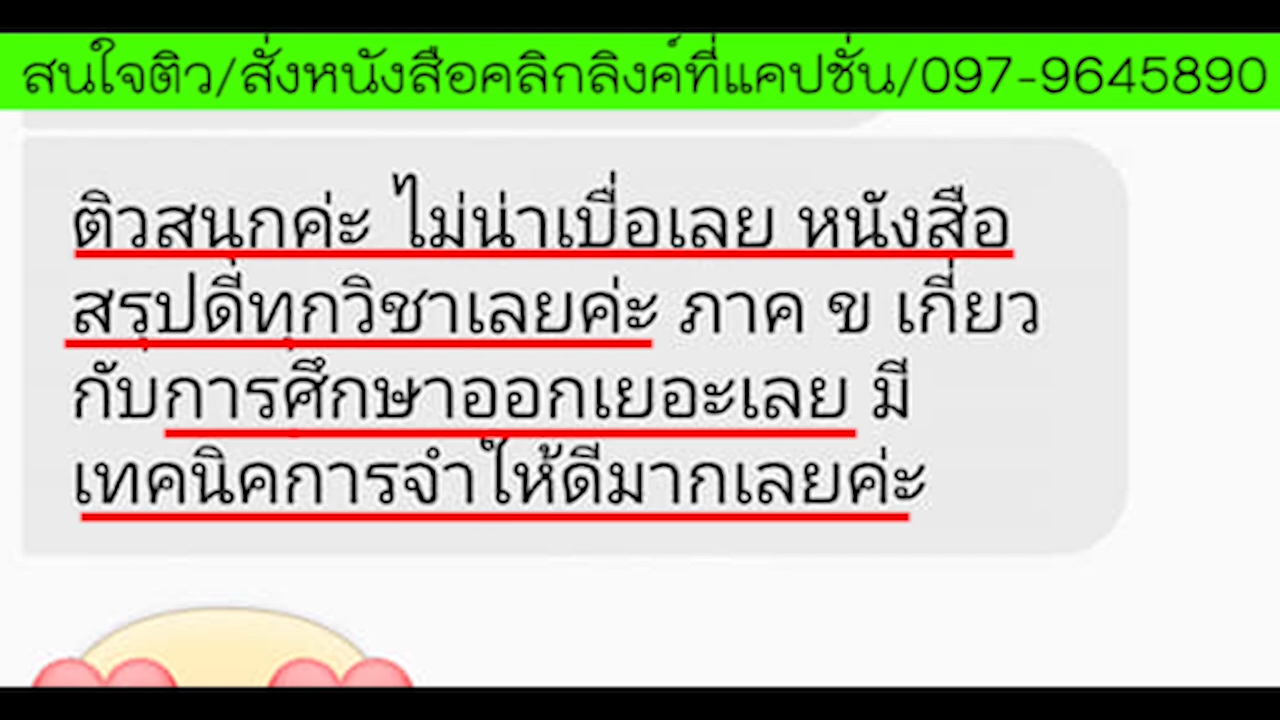 สนใจติว/สั่งหนังสือคลิกลิงค์ที่แคปชั่น/097-9645890
ติวสนุกค่ะ ไม่น่าเบื่อเลย หนังสือ
สรุปดีทุกวิชาเลยค่ะ ภาค ข เกี่ยว
กับการศึกษาออกเยอะเลย มี
เทคนิคการจำให้ดีมากเลยค่ะ